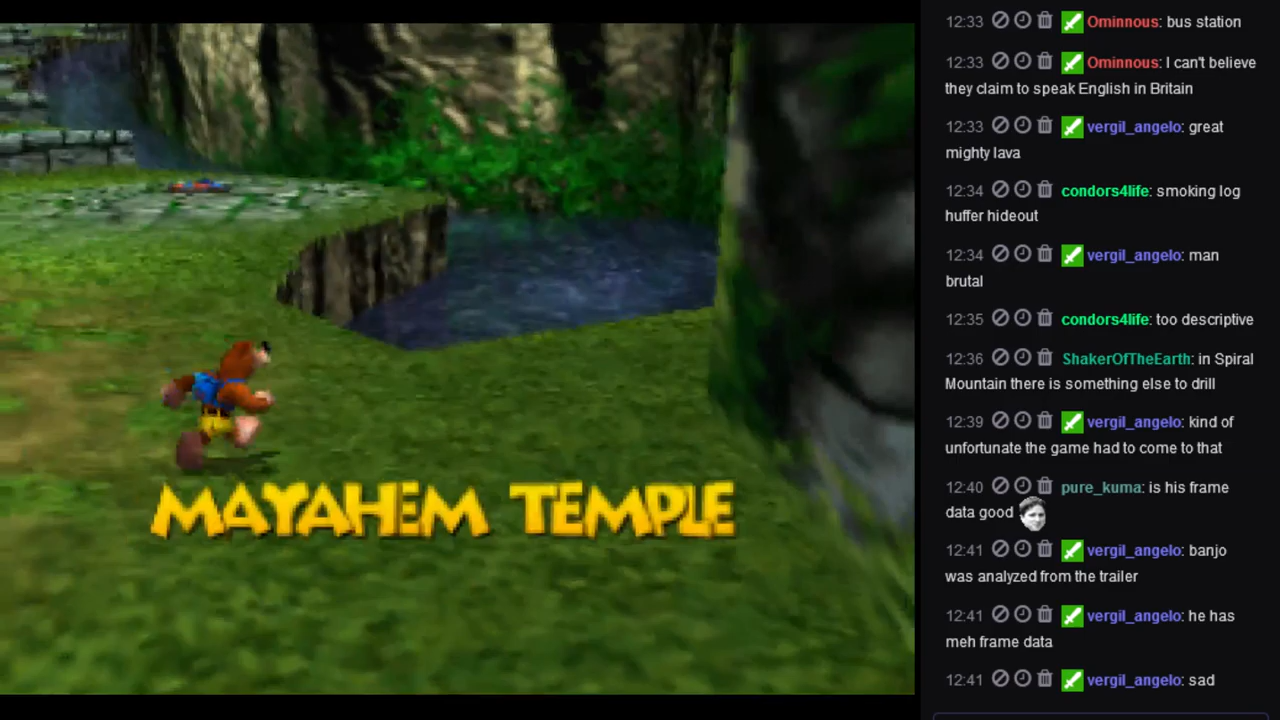 MAYAHEM TEMPLE
12:33 Ominnous: bus station
12:33 Ominnous: I can't believe
they claim to speak English in Britain
12:33 vergil_angelo: great
mighty lava
12:34 condors4life: smoking log
huffer hideout
12:34 vergil_angelo: man
brutal
12:35 condors4life: too descriptive
12:36 ShakerOfTheEarth: in Spiral
Mountain there is something else to drill
12:39 vergil_angelo: kind of
unfortunate the game had to come to that
12:40 pure_kuma: is his frame
data good
12:41 vergil_angelo: banjo
was analyzed from the trailer
12:41 vergil_angelo: he has
meh frame data
12:41 vergil_angelo: sad